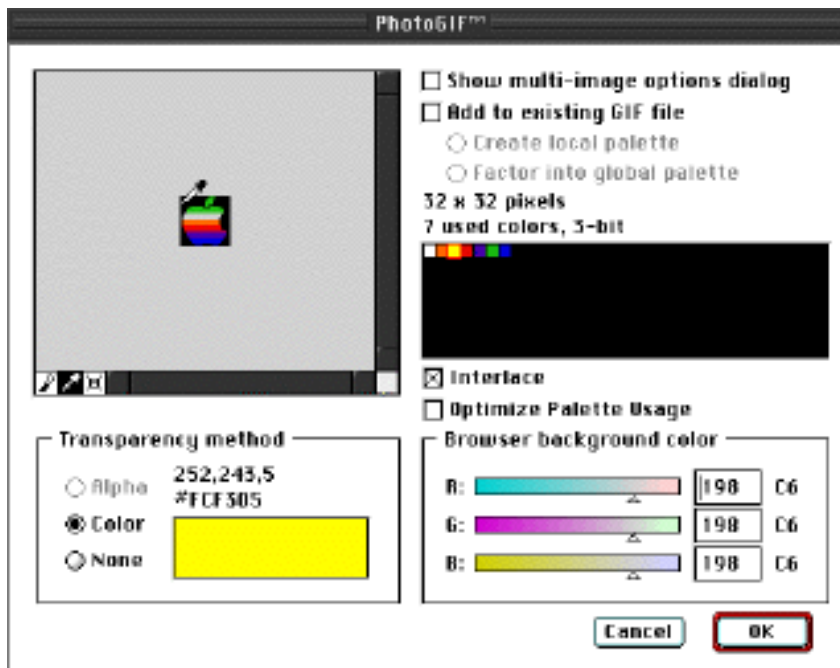 PhotoGIF™
Show multi-image options dialog
Add to existing GIF file
Create local palette
Factor into global palette
32 x 32 pixels
7 used colors, 3-bit
Interlace
Optimize Palette Usage
Transparency method
Alpha
252,243,5
#FCF305
Color
None
Browser background color
R: 198 C6
G: 198 C6
B: 198 C6
Cancel
OK